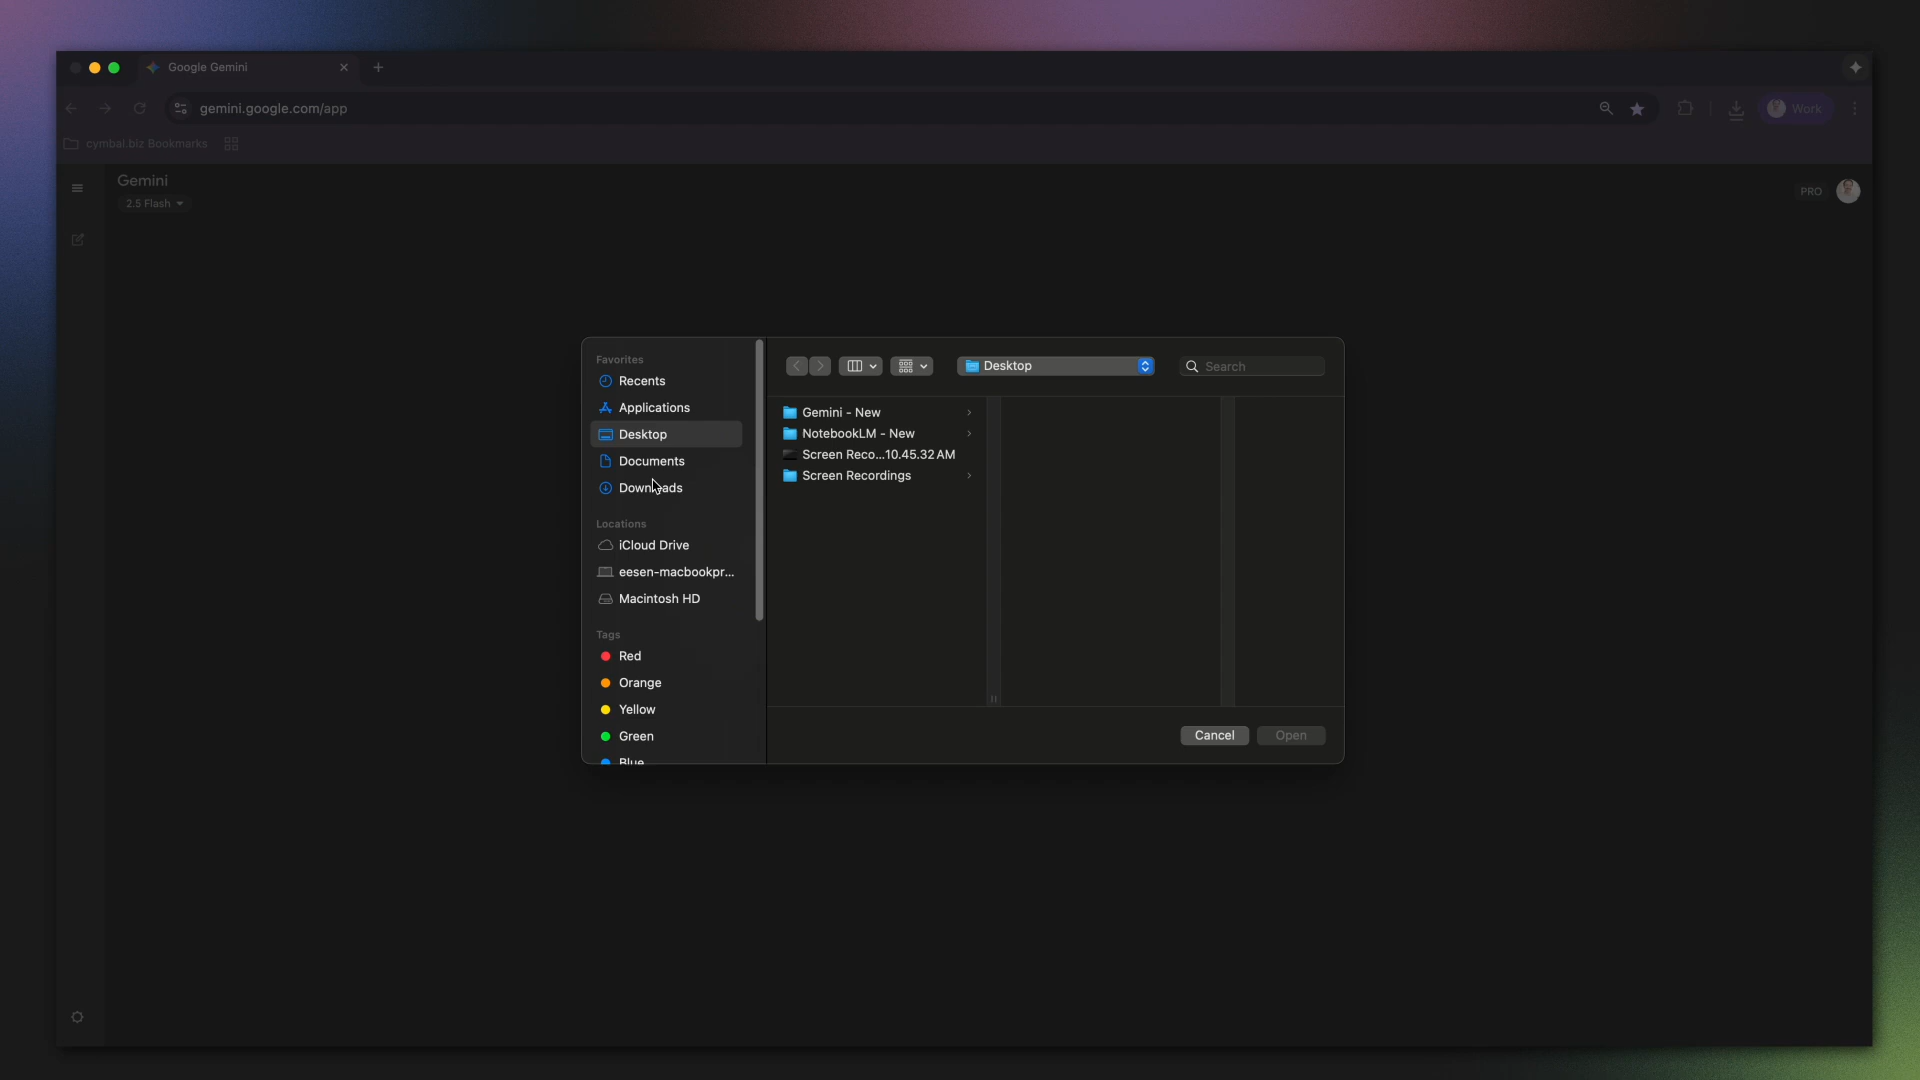 Google Gemini
gemini.google.com/app
Work
cymbal.biz Bookmarks
Gemini
2.5 Flash
PRO
Favorites
Recents
Applications
Desktop
Documents
Downloads
Locations
iCloud Drive
eesen-macbookpr...
Macintosh HD
Tags
Red
Orange
Yellow
Green
Blue
Desktop
Search
Gemini - New
NotebookLM - New
Screen Reco...10.45.32 AM
Screen Recordings
Cancel
Open